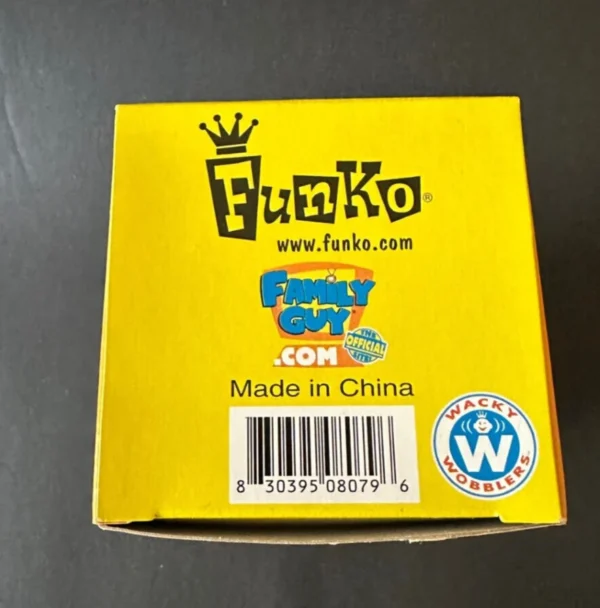 Funko®
www.funko.com
FAMILY
GUY
.COM
THE
OFFICIAL
SITE!
Made in China
8 30395 08079 6
WACKY
W
WOBBLERS